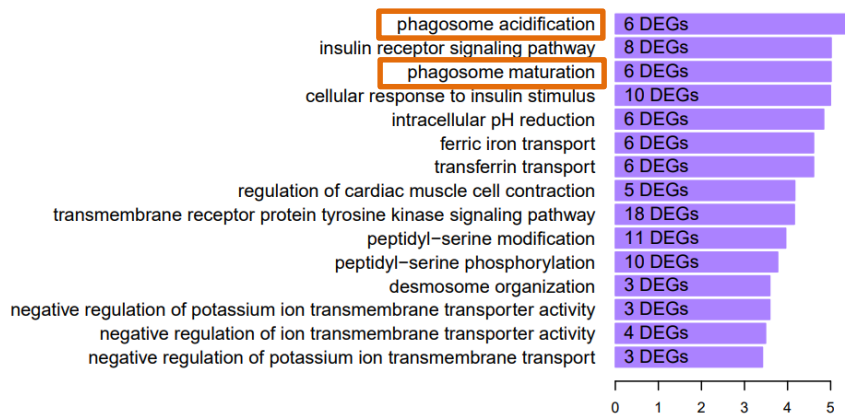 phagosome acidification 6 DEGs
insulin receptor signaling pathway 8 DEGs
phagosome maturation 6 DEGs
cellular response to insulin stimulus 10 DEGs
intracellular pH reduction 6 DEGs
ferric iron transport 6 DEGs
transferrin transport 6 DEGs
regulation of cardiac muscle cell contraction 5 DEGs
transmembrane receptor protein tyrosine kinase signaling pathway 18 DEGs
peptidyl−serine modification 11 DEGs
peptidyl−serine phosphorylation 10 DEGs
desmosome organization 3 DEGs
negative regulation of potassium ion transmembrane transporter activity 3 DEGs
negative regulation of ion transmembrane transporter activity 4 DEGs
negative regulation of potassium ion transmembrane transport 3 DEGs
0 1 2 3 4 5